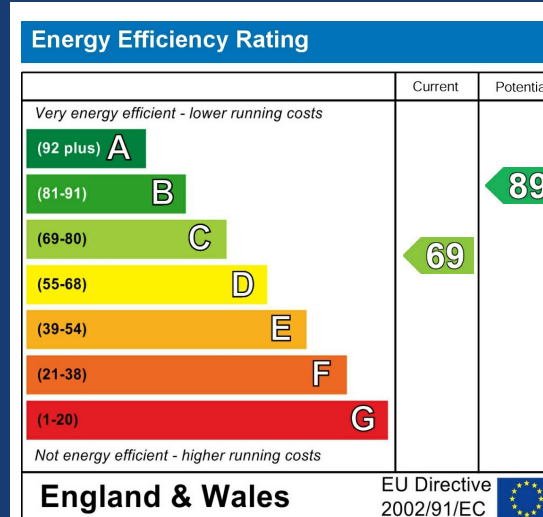 Energy Efficiency Rating
Current Potentia
Very energy efficient - lower running costs
(92 plus) A
(81-91) B
89
(69-80) C
69
(55-68) D
(39-54) E
(21-38) F
(1-20) G
Not energy efficient - higher running costs
England & Wales
EU Directive
2002/91/EC